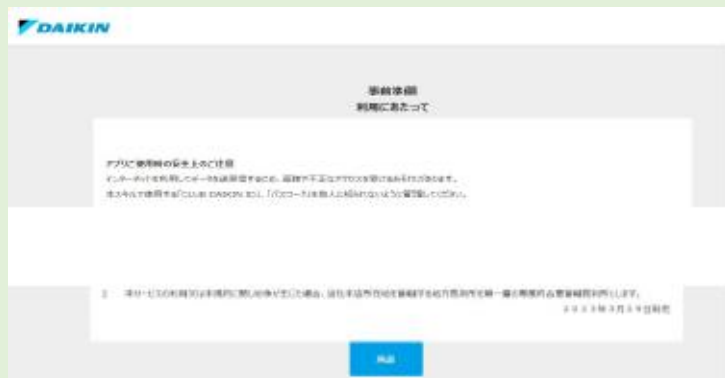 DAIKIN
事前準備
利用にあたって
アプリご使用時の安全上のご注意
インターネットを利用してデータを送受信するため、盗聴や不正なアクセスを受けるおそれがあります。
本スキルで使用する「CLUB DAIKIN ID」、「パスコード」を他人に知られないように管理してください。
2 本サービスの利用又は本規約に関し紛争が生じた場合、当社本店所在地を管轄する地方裁判所を第一審の専属的合意管轄裁判所とします。